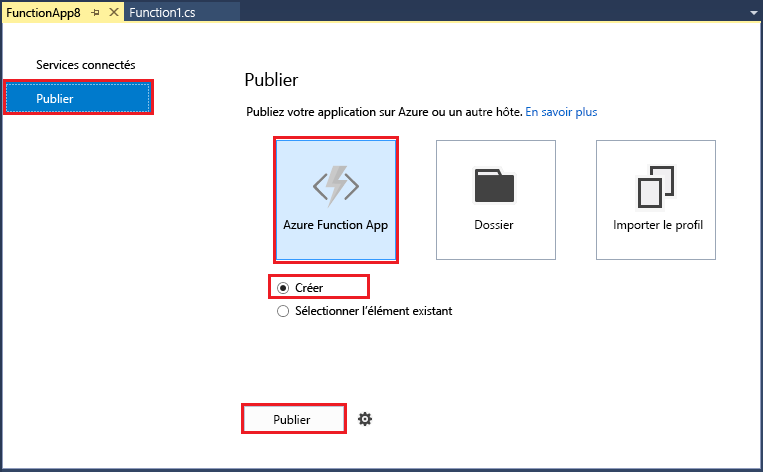 FunctionApp8
Function1.cs
Services connectés
Publier
Publier
Publiez votre application sur Azure ou un autre hôte. En savoir plus
Azure Function App
Dossier
Importer le profil
Créer
Sélectionner l'élément existant
Publier